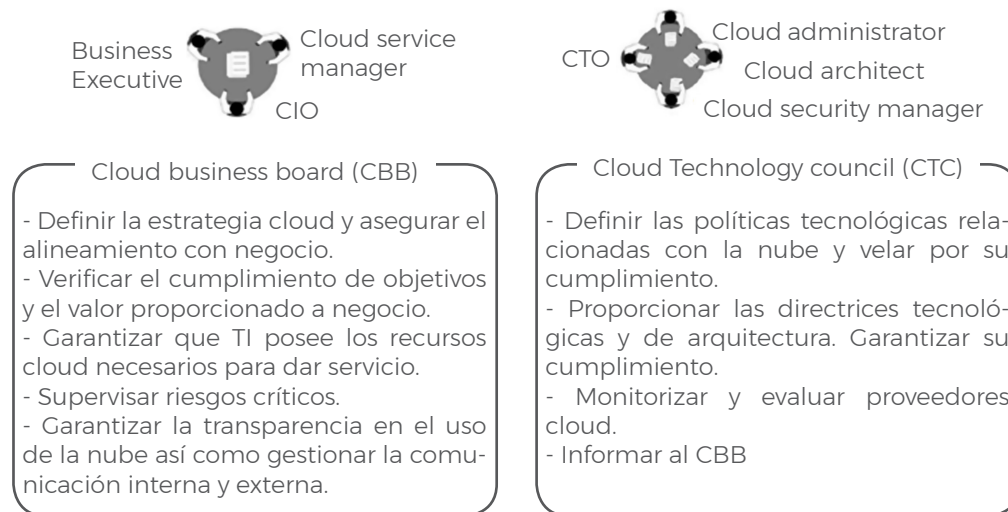 Business
Executive
Cloud service
manager
CIO
Cloud business board (CBB)
- Definir la estrategia cloud y asegurar el
alineamiento con negocio.
- Verificar el cumplimiento de objetivos
y el valor proporcionado a negocio.
- Garantizar que TI posee los recursos
cloud necesarios para dar servicio.
- Supervisar riesgos críticos.
- Garantizar la transparencia en el uso
de la nube así como gestionar la comu-
nicación interna y externa.
CTO
Cloud administrator
Cloud architect
Cloud security manager
Cloud Technology council (CTC)
- Definir las políticas tecnológicas rela-
cionadas con la nube y velar por su
cumplimiento.
- Proporcionar las directrices tecnoló-
gicas y de arquitectura. Garantizar su
cumplimiento.
- Monitorizar y evaluar proveedores
cloud.
- Informar al CBB